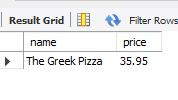 Result Grid Filter Rows
name price
The Greek Pizza 35.95